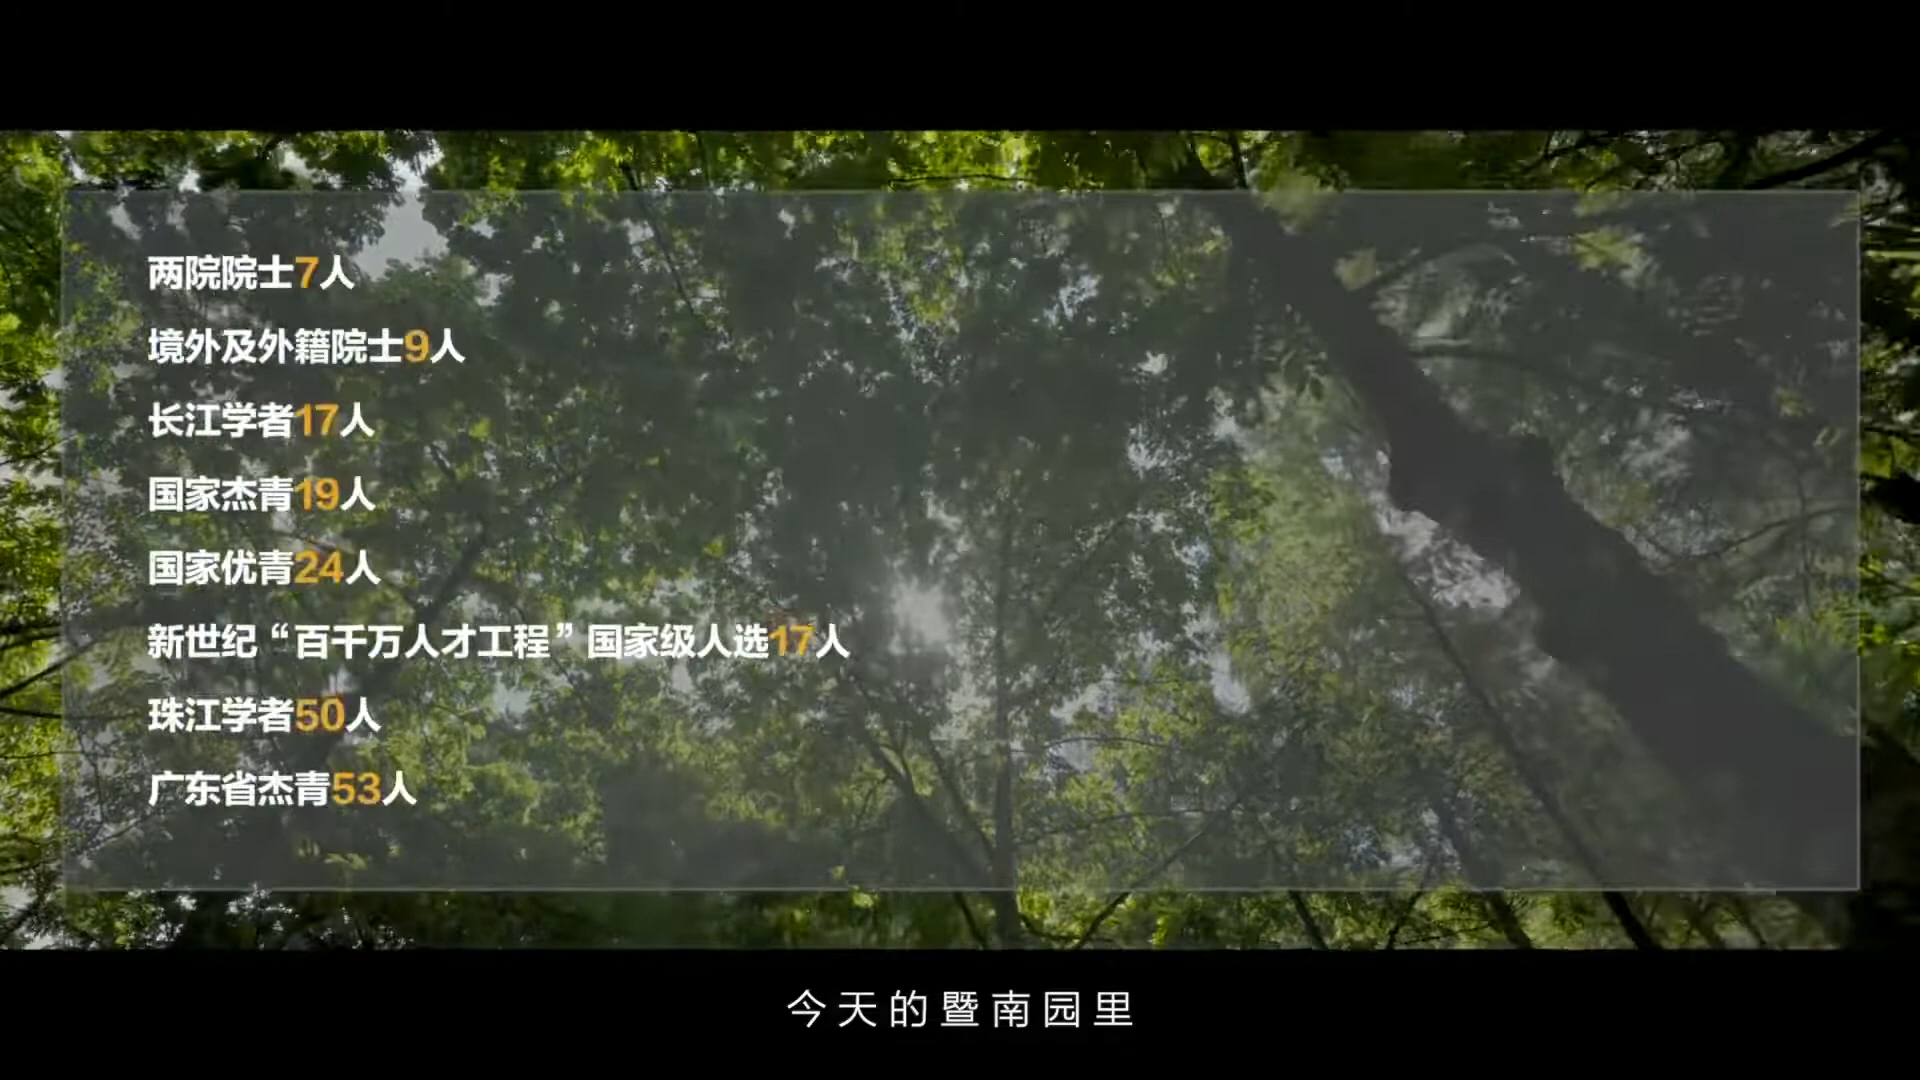 两院院士7人
境外及外籍院士9人
长江学者17人
国家杰青19人
国家优青24人
新世纪“百千万人才工程”国家级人选17人
珠江学者50人
广东省杰青53人
今天的暨南园里